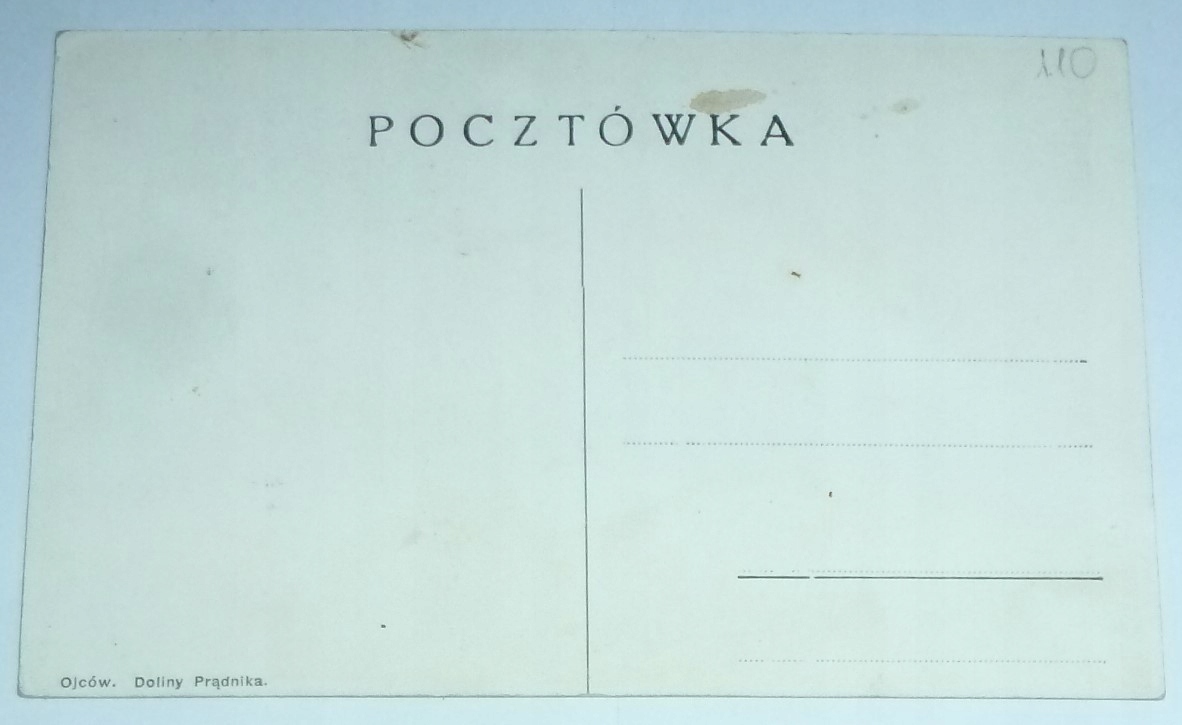 110
POCZTÓWKA
Ojców. Doliny Prądnika.